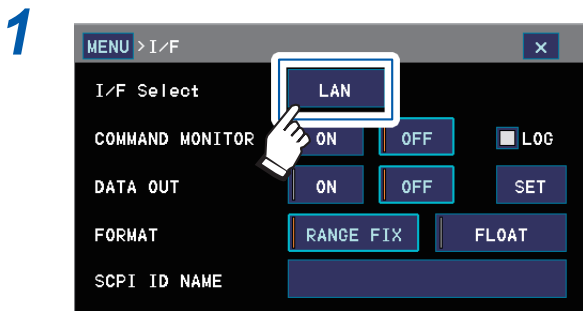 1
MENU >I/F ×
I/F Select LAN
COMMAND MONITOR ON OFF LOG
DATA OUT ON OFF SET
FORMAT RANGE FIX FLOAT
SCPI ID NAME